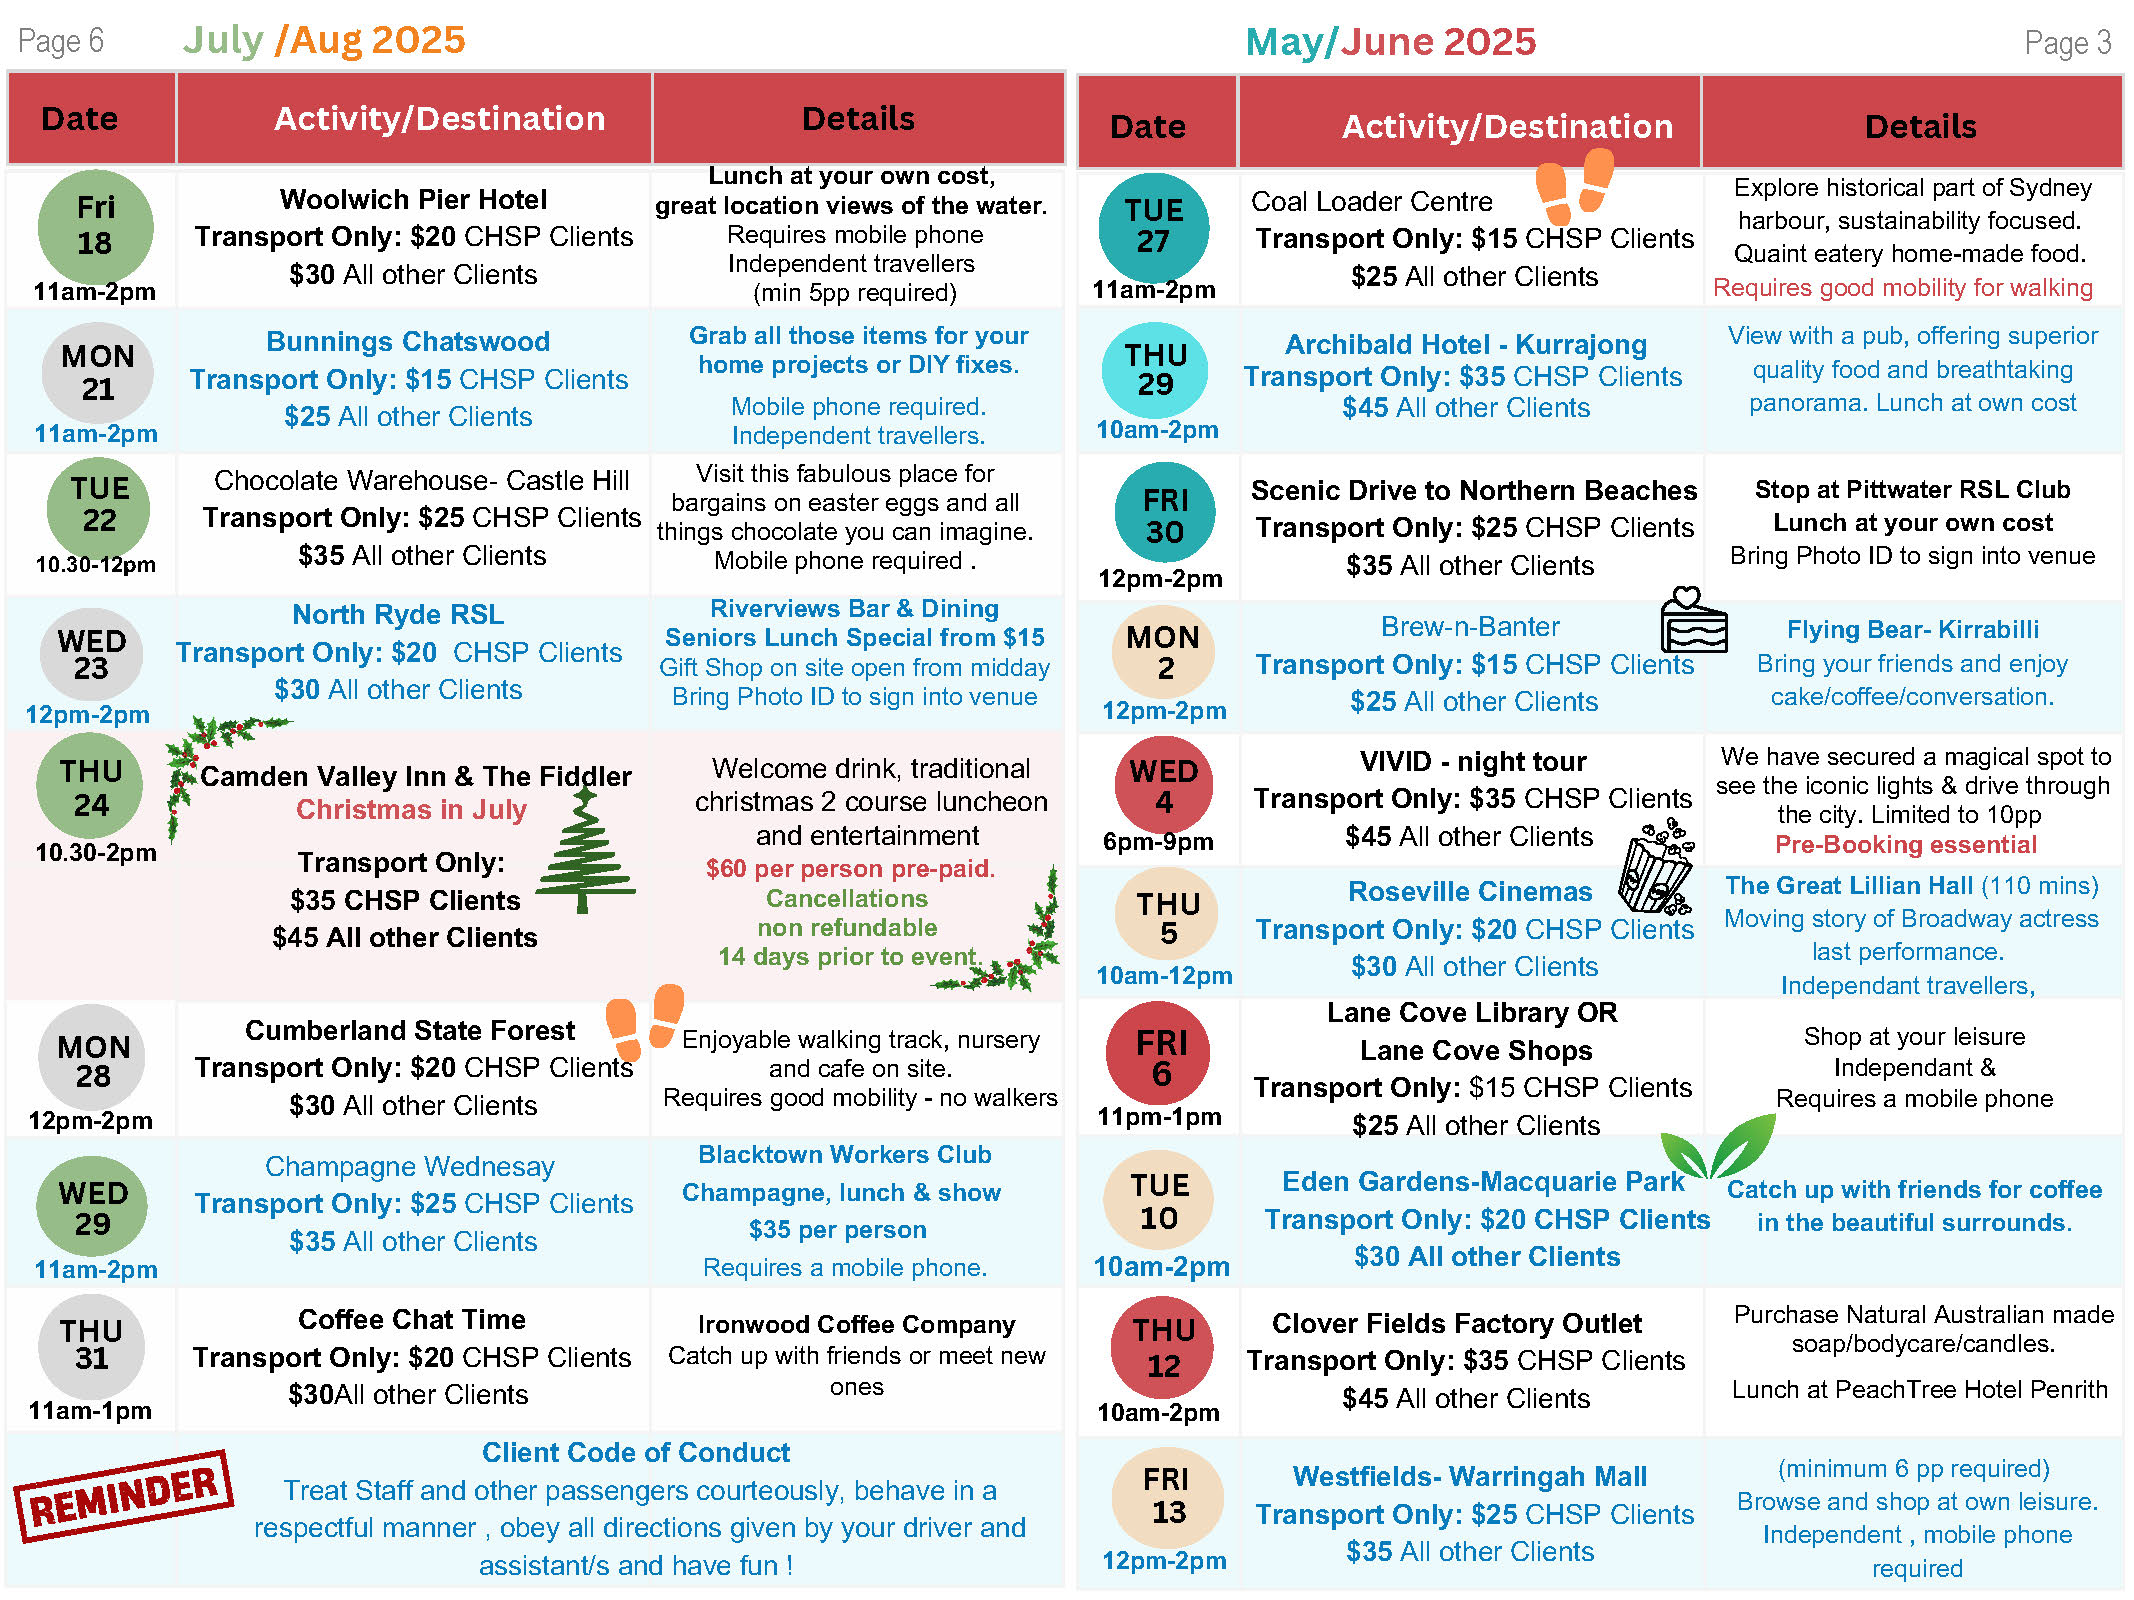 Page 6
July /Aug 2025
Date
Activity/Destination
Details
Fri
18
11am-2pm
Woolwich Pier Hotel
Transport Only: $20 CHSP Clients
$30 All other Clients
Lunch at your own cost,
great location views of the water.
Requires mobile phone
Independent travellers
(min 5pp required)
MON
21
11am-2pm
Bunnings Chatswood
Transport Only: $15 CHSP Clients
$25 All other Clients
Grab all those items for your
home projects or DIY fixes.
Mobile phone required.
Independent travellers.
TUE
22
10.30-12pm
Chocolate Warehouse- Castle Hill
Transport Only: $25 CHSP Clients
$35 All other Clients
Visit this fabulous place for
bargains on easter eggs and all
things chocolate you can imagine.
Mobile phone required .
WED
23
12pm-2pm
North Ryde RSL
Transport Only: $20 CHSP Clients
$30 All other Clients
Riverviews Bar & Dining
Seniors Lunch Special from $15
Gift Shop on site open from midday
Bring Photo ID to sign into venue
THU
24
10.30-2pm
Camden Valley Inn & The Fiddler
Christmas in July
Transport Only:
$35 CHSP Clients
$45 All other Clients
Welcome drink, traditional
christmas 2 course luncheon
and entertainment
$60 per person pre-paid.
Cancellations
non refundable
14 days prior to event.
MON
28
12pm-2pm
Cumberland State Forest
Transport Only: $20 CHSP Clients
$30 All other Clients
Enjoyable walking track, nursery
and cafe on site.
Requires good mobility - no walkers
WED
29
11am-2pm
Champagne Wednesay
Transport Only: $25 CHSP Clients
$35 All other Clients
Blacktown Workers Club
Champagne, lunch & show
$35 per person
Requires a mobile phone.
THU
31
11am-1pm
Coffee Chat Time
Transport Only: $20 CHSP Clients
$30All other Clients
Ironwood Coffee Company
Catch up with friends or meet new
ones
REMINDER
Client Code of Conduct
Treat Staff and other passengers courteously, behave in a
respectful manner , obey all directions given by your driver and
assistant/s and have fun !
May/June 2025
Page 3
Date
Activity/Destination
Details
TUE
27
11am-2pm
Coal Loader Centre
Transport Only: $15 CHSP Clients
$25 All other Clients
Explore historical part of Sydney
harbour, sustainability focused.
Quaint eatery home-made food.
Requires good mobility for walking
THU
29
10am-2pm
Archibald Hotel - Kurrajong
Transport Only: $35 CHSP Clients
$45 All other Clients
View with a pub, offering superior
quality food and breathtaking
panorama. Lunch at own cost
FRI
30
12pm-2pm
Scenic Drive to Northern Beaches
Transport Only: $25 CHSP Clients
$35 All other Clients
Stop at Pittwater RSL Club
Lunch at your own cost
Bring Photo ID to sign into venue
MON
2
12pm-2pm
Brew-n-Banter
Transport Only: $15 CHSP Clients
$25 All other Clients
Flying Bear- Kirrabilli
Bring your friends and enjoy
cake/coffee/conversation.
WED
4
6pm-9pm
VIVID - night tour
Transport Only: $35 CHSP Clients
$45 All other Clients
We have secured a magical spot to
see the iconic lights & drive through
the city. Limited to 10pp
Pre-Booking essential
THU
5
10am-12pm
Roseville Cinemas
Transport Only: $20 CHSP Clients
$30 All other Clients
The Great Lillian Hall (110 mins)
Moving story of Broadway actress
last performance.
Independant travellers,
FRI
6
11pm-1pm
Lane Cove Library OR
Lane Cove Shops
Transport Only: $15 CHSP Clients
$25 All other Clients
Shop at your leisure
Independant &
Requires a mobile phone
TUE
10
10am-2pm
Eden Gardens-Macquarie Park
Transport Only: $20 CHSP Clients
$30 All other Clients
Catch up with friends for coffee
in the beautiful surrounds.
THU
12
10am-2pm
Clover Fields Factory Outlet
Transport Only: $35 CHSP Clients
$45 All other Clients
Purchase Natural Australian made
soap/bodycare/candles.
Lunch at PeachTree Hotel Penrith
FRI
13
12pm-2pm
Westfields- Warringah Mall
Transport Only: $25 CHSP Clients
$35 All other Clients
(minimum 6 pp required)
Browse and shop at own leisure.
Independent , mobile phone
required